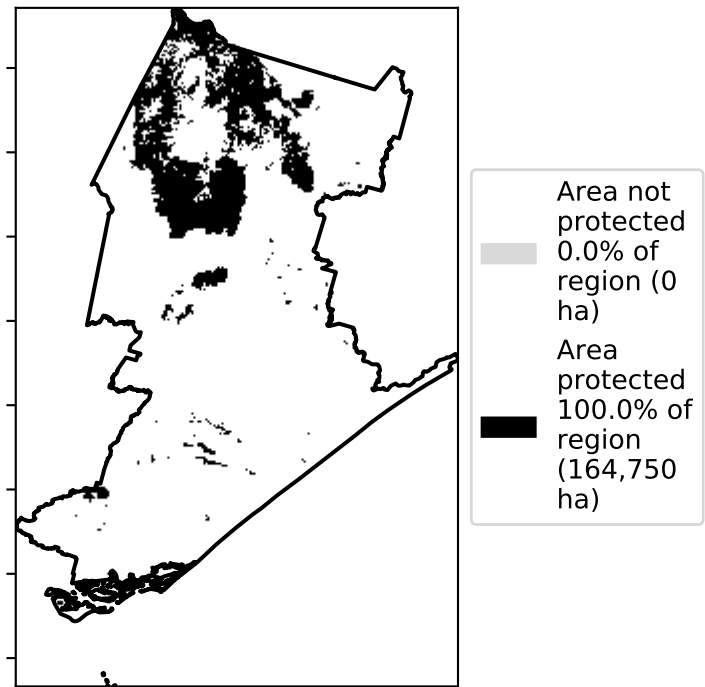 Area not
protected
0.0% of
region (0
ha)
Area
protected
100.0% of
region
(164,750
ha)